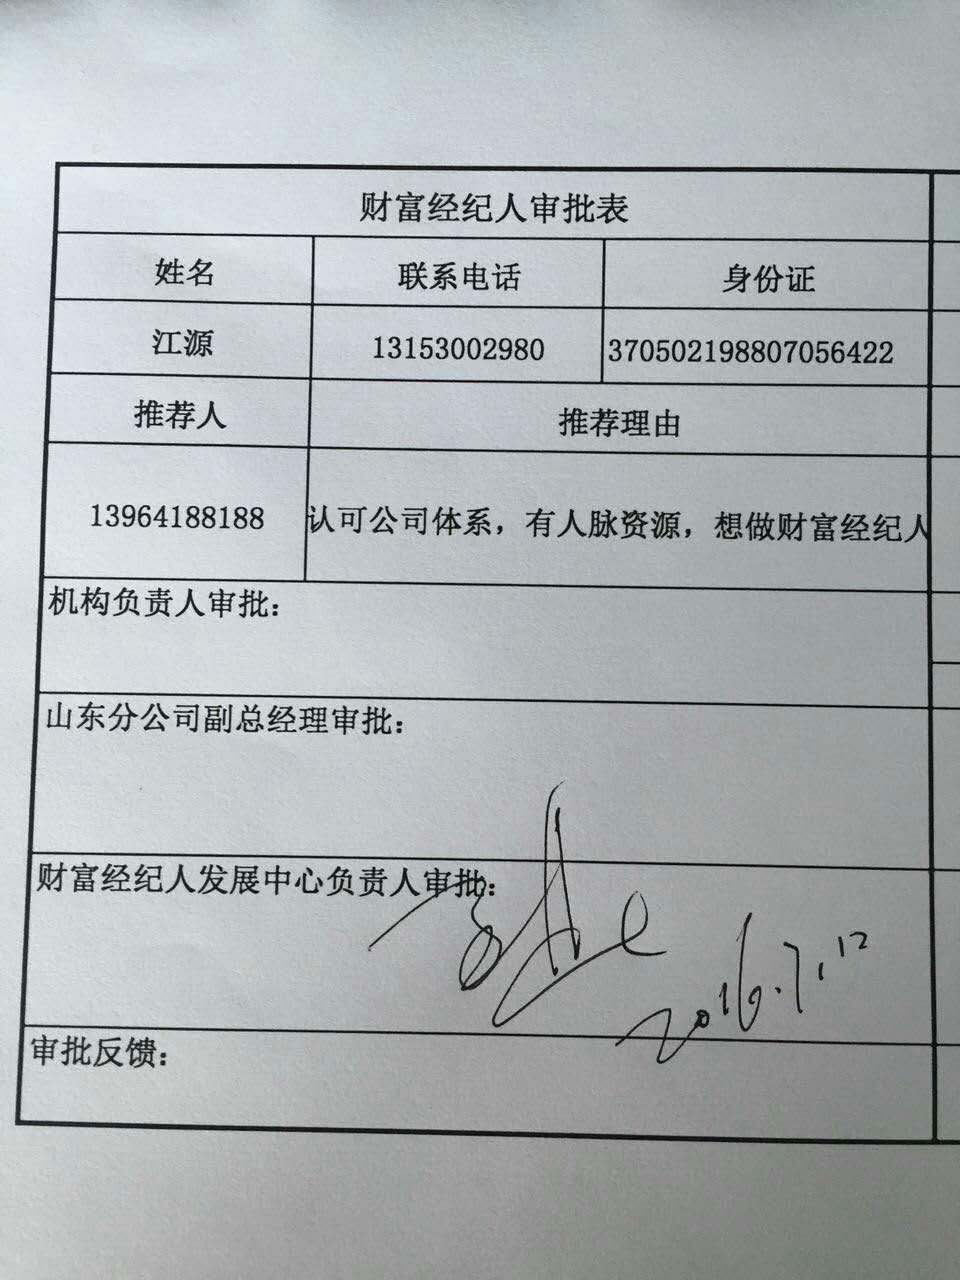 财富经纪人审批表
姓名 联系电话 身份证
江源 13153002980 370502198807056422
推荐人 推荐理由
13964188188 认可公司体系，有人脉资源，想做财富经纪人
机构负责人审批：
山东分公司副总经理审批：
财富经纪人发展中心负责人审批：
2016.7.12
审批反馈：